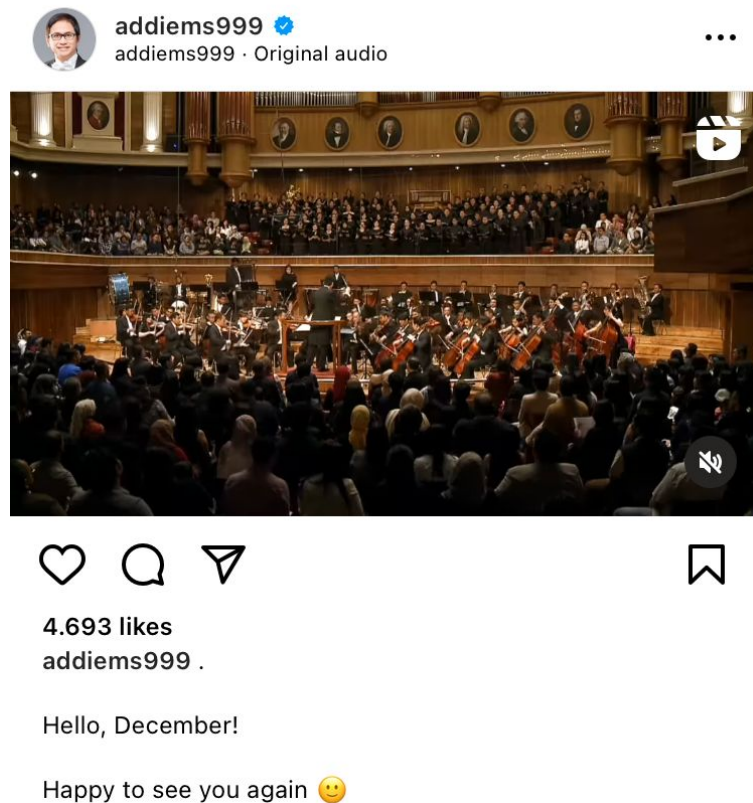 addiems999
addiems999 · Original audio
4.693 likes
addiems999 .
Hello, December!
Happy to see you again 🙂